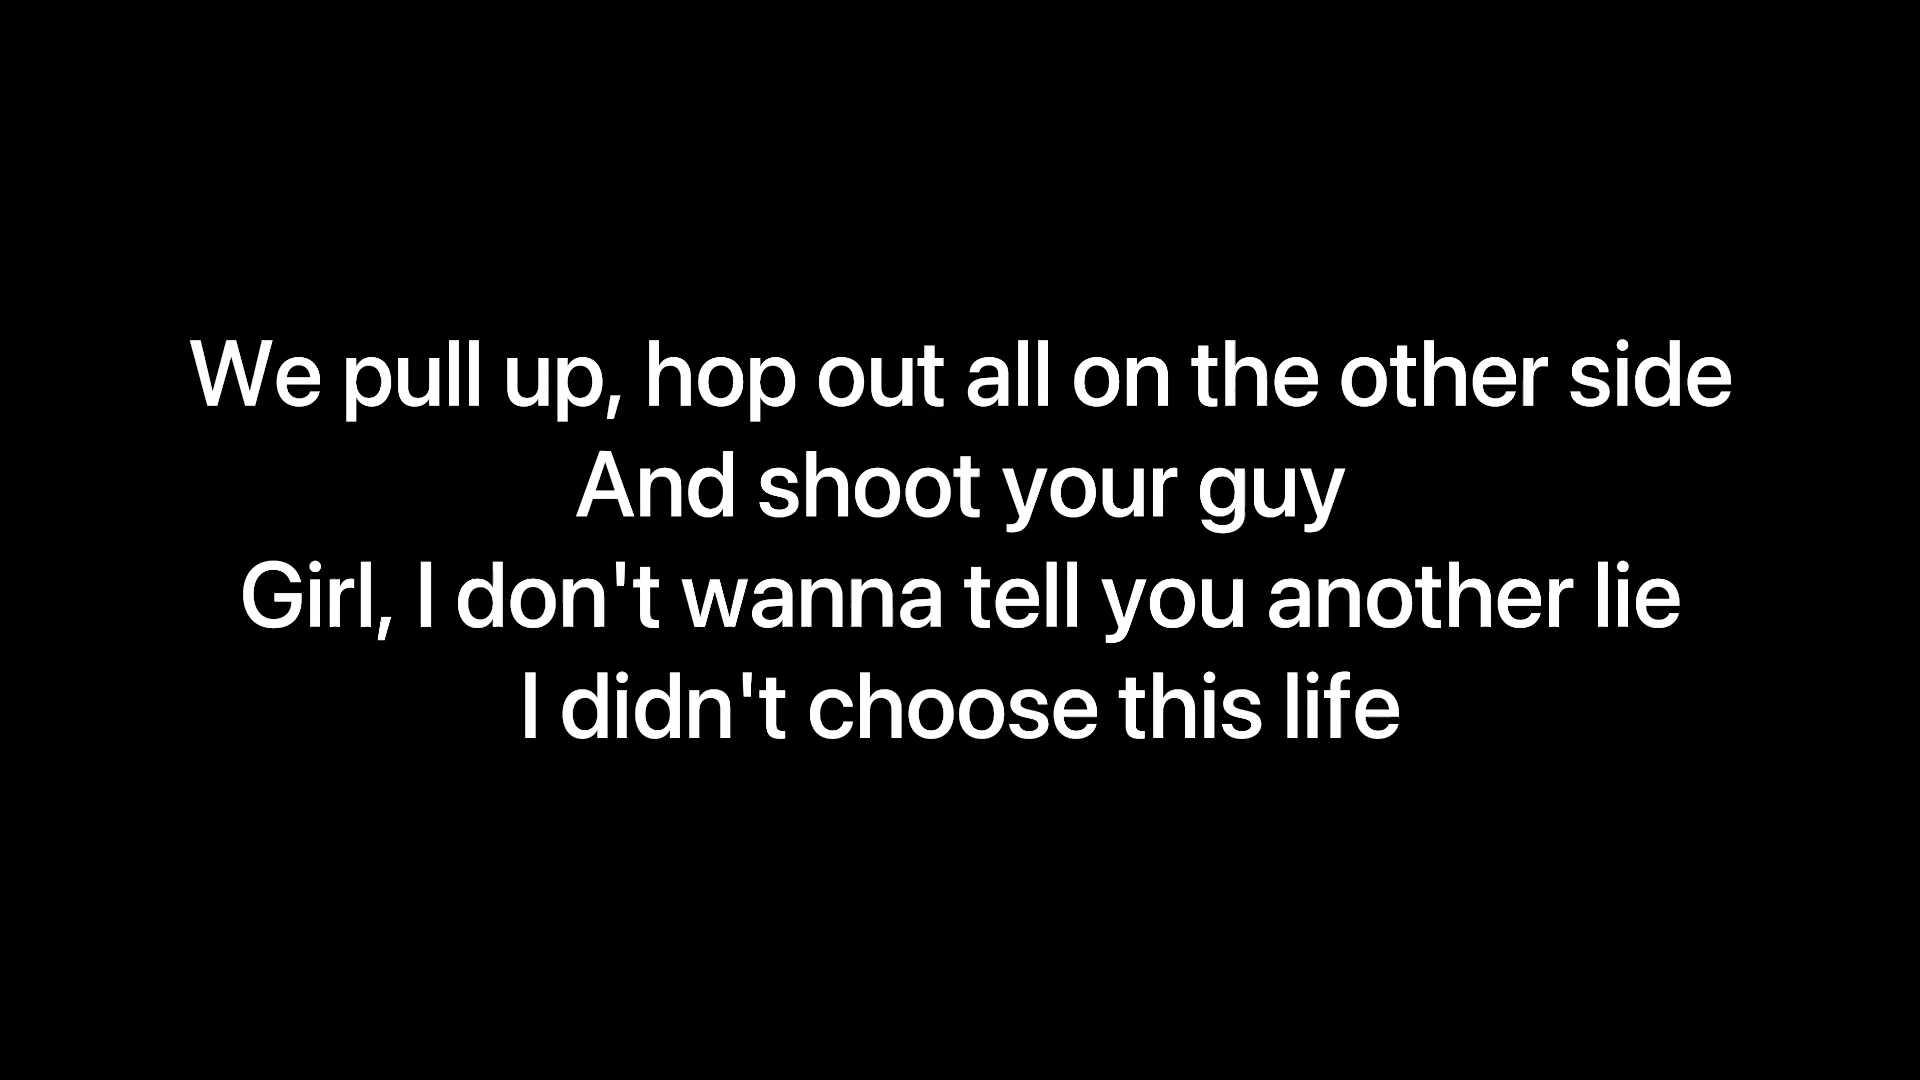 We pull up, hop out all on the other side
And shoot your guy
Girl, I don't wanna tell you another lie
I didn't choose this life